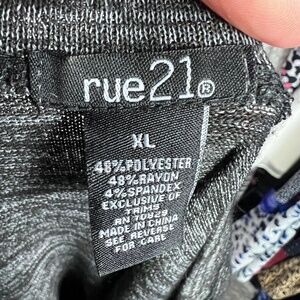 rue21®
XL
48%POLYESTER
48%RAYON
4%SPANDEX
EXCLUSIVE OF
TRIMS
RN 70829
MADE IN CHINA
SEE REVERSE
FOR CARE